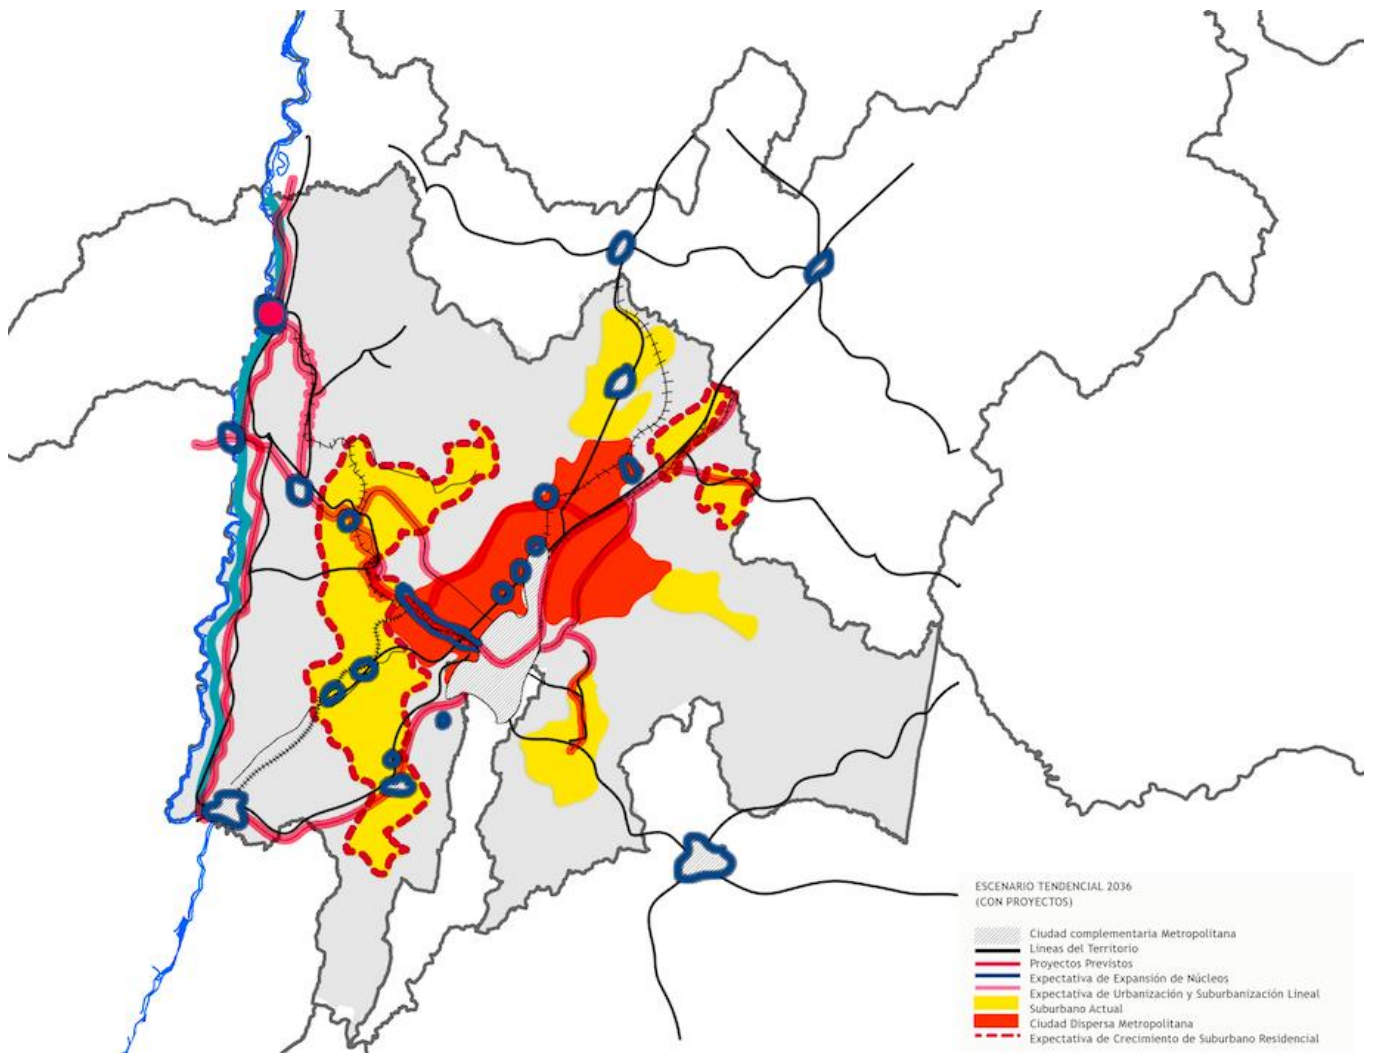 ESCENARIO TENDENCIAL 2036
(CON PROYECTOS)
Ciudad complementaria Metropolitana
Líneas del Territorio
Proyectos Previstos
Expectativa de Expansión de Núcleos
Expectativa de Urbanización y Suburbanización Lineal
Suburbano Actual
Ciudad Dispersa Metropolitana
Expectativa de Crecimiento de Suburbano Residencial